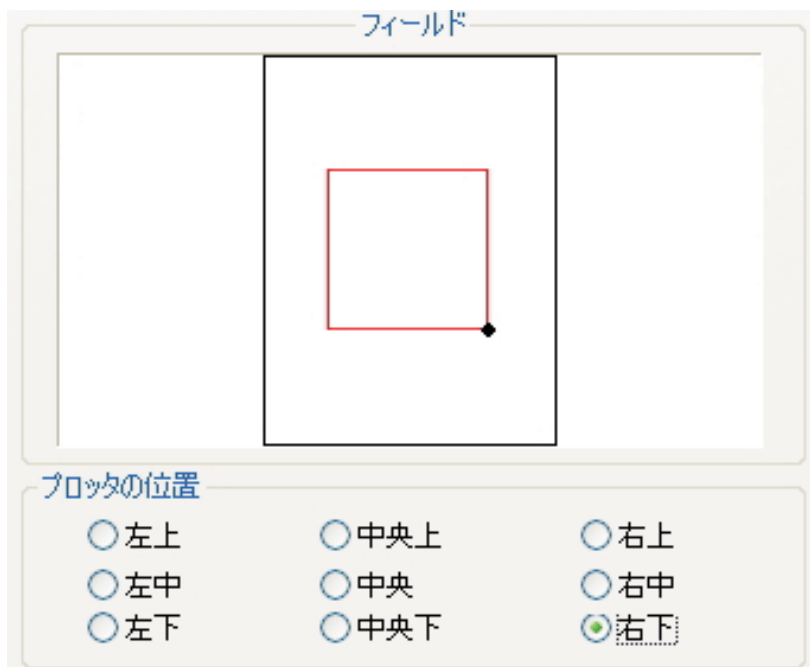 フィールド
プロッタの位置
左上 中央上 右上
左中 中央 右中
左下 中央下 右下